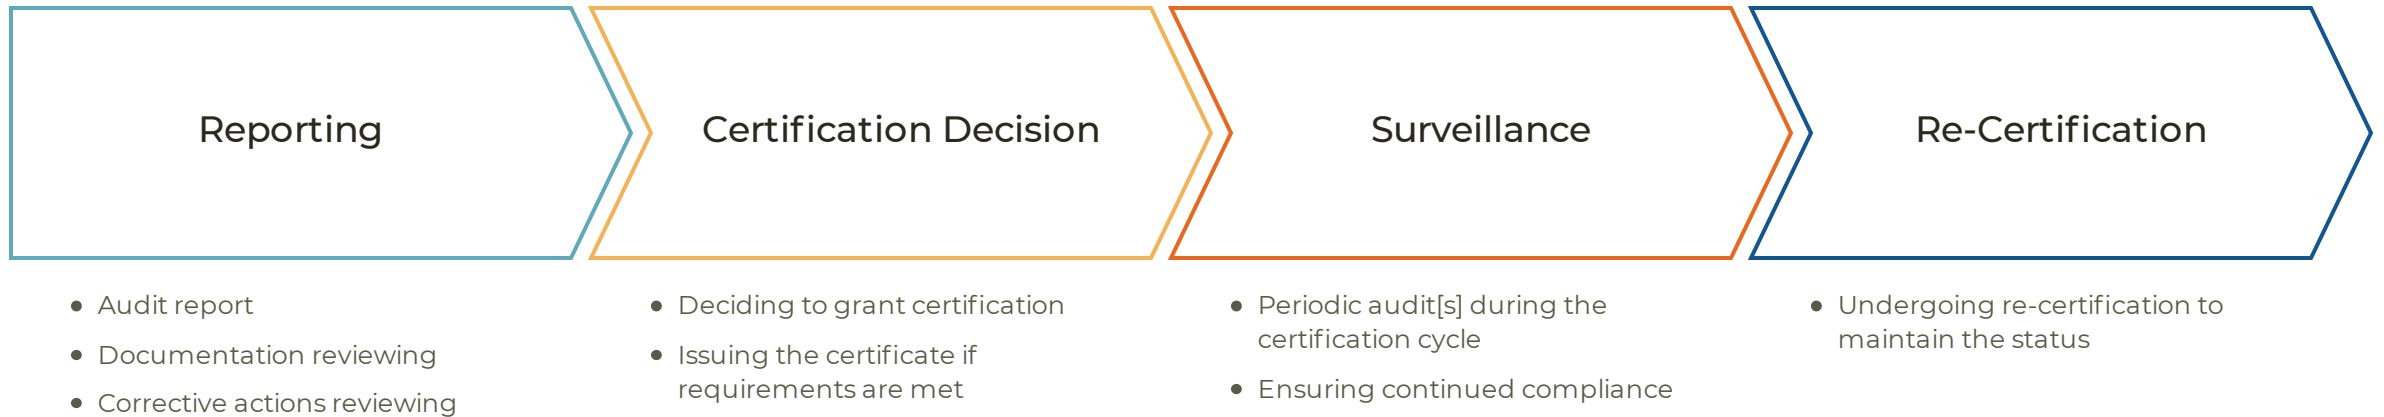 Reporting
Certification Decision
Surveillance
Re-Certification
Audit report
Documentation reviewing
Corrective actions reviewing
Deciding to grant certification
Issuing the certificate if
requirements are met
Periodic audit[s] during the
certification cycle
Ensuring continued compliance
Undergoing re-certification to
maintain the status